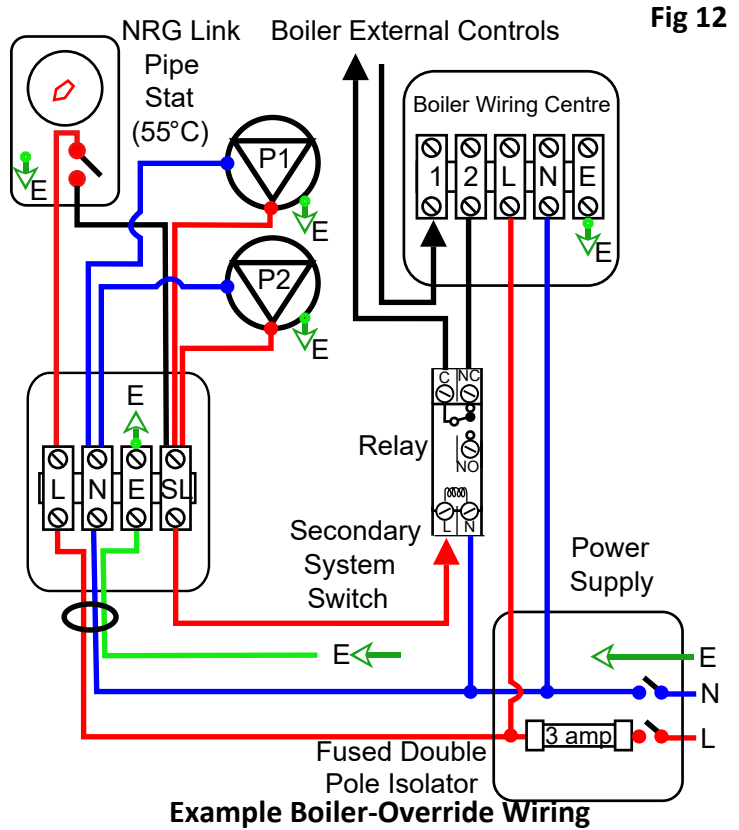 Fig 12
NRG Link
Pipe
Stat
(55°C)
Boiler External Controls
Boiler Wiring Centre
1 2 L N E
E
E
P1
E
P2
E
E
L N E SL
C NC
NO
L N
Relay
Secondary
System
Switch
Power
Supply
E
E
N
L
3 amp
Fused Double
Pole Isolator
Example Boiler-Override Wiring